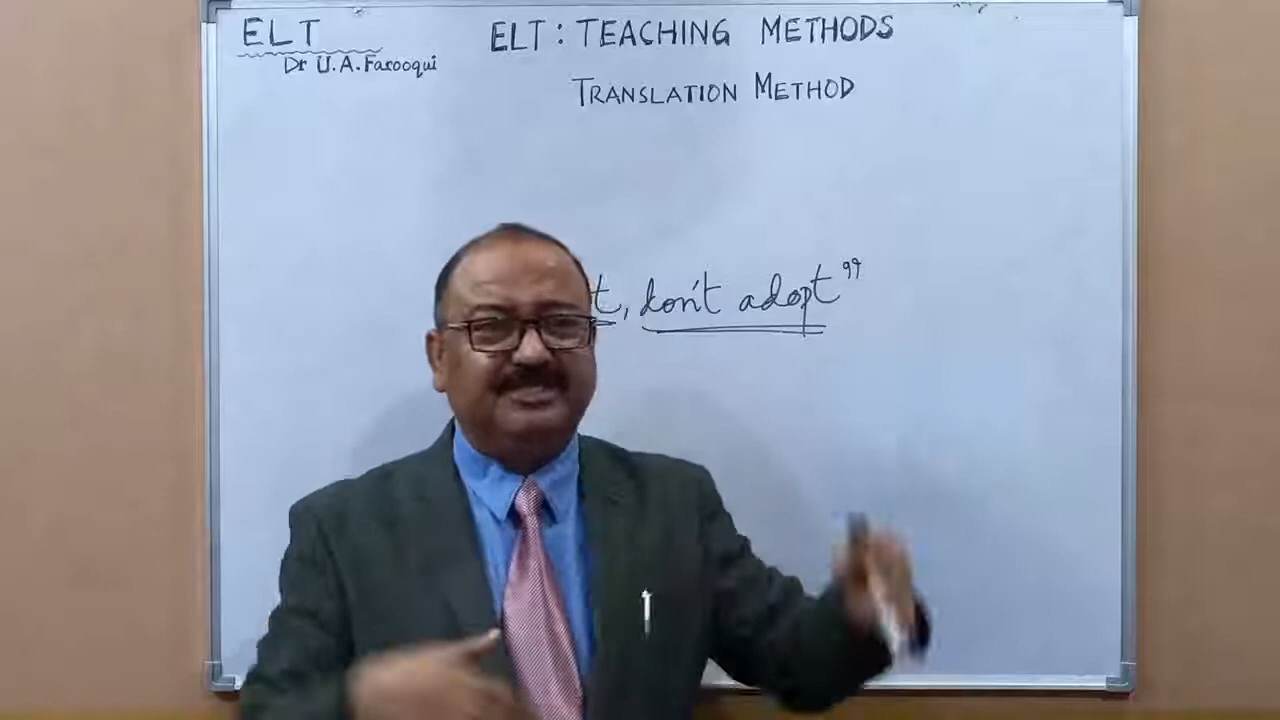 ELT
Dr U.A.Farooqui
ELT: TEACHING METHODS
TRANSLATION METHOD
, don't adopt"